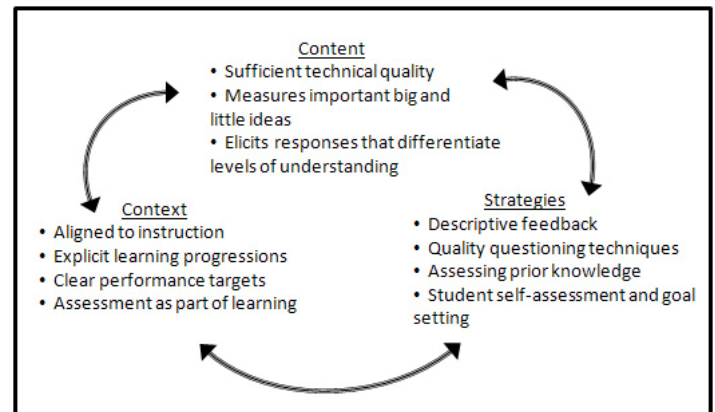 Content
• Sufficient technical quality
• Measures important big and
little ideas
• Elicits responses that differentiate
levels of understanding
Context
• Aligned to instruction
• Explicit learning progressions
• Clear performance targets
• Assessment as part of learning
Strategies
• Descriptive feedback
• Quality questioning techniques
• Assessing prior knowledge
• Student self-assessment and goal
setting